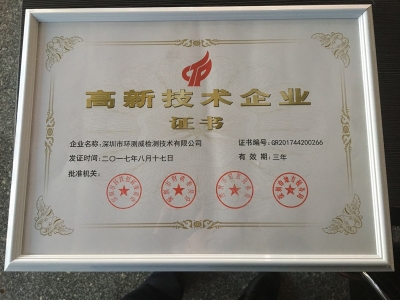 高新技术企业
证书
企业名称:深圳市环测威检测技术有限公司 证书编号:GR201744200266
发证时间:二〇一七年八月十七日 有 效 期:三年
批准机关: